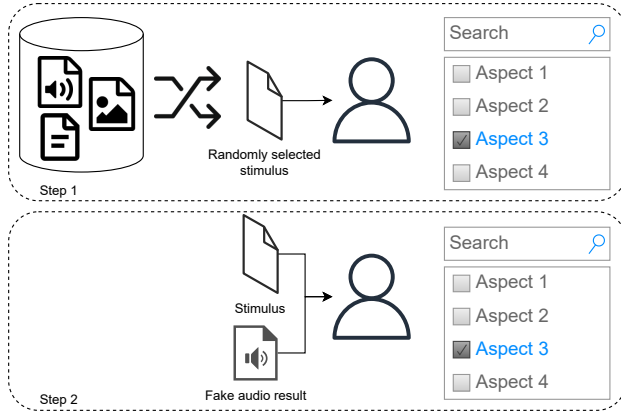 Search
Aspect 1
Aspect 2
Aspect 3
Aspect 4
Randomly selected
stimulus
Step 1
Search
Aspect 1
Aspect 2
Aspect 3
Aspect 4
Stimulus
Fake audio result
Step 2